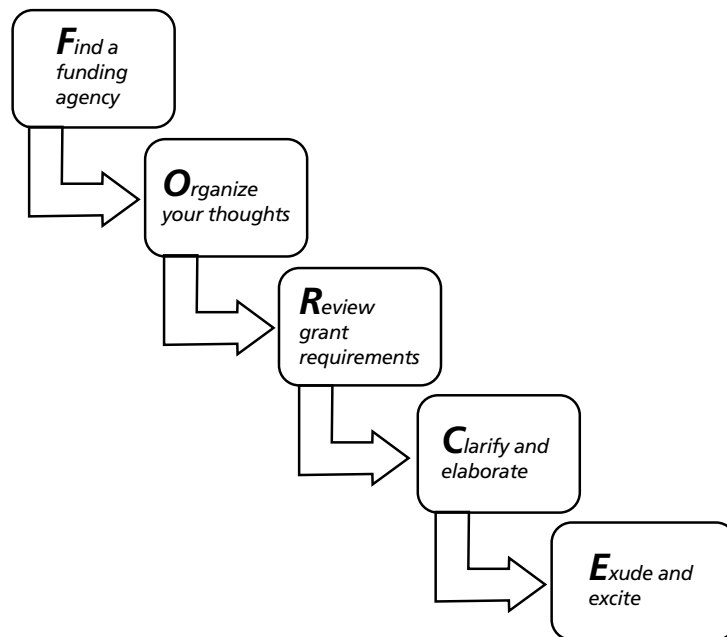 Find a
funding
agency
Organize
your thoughts
Review
grant
requirements
Clarify and
elaborate
Exude and
excite